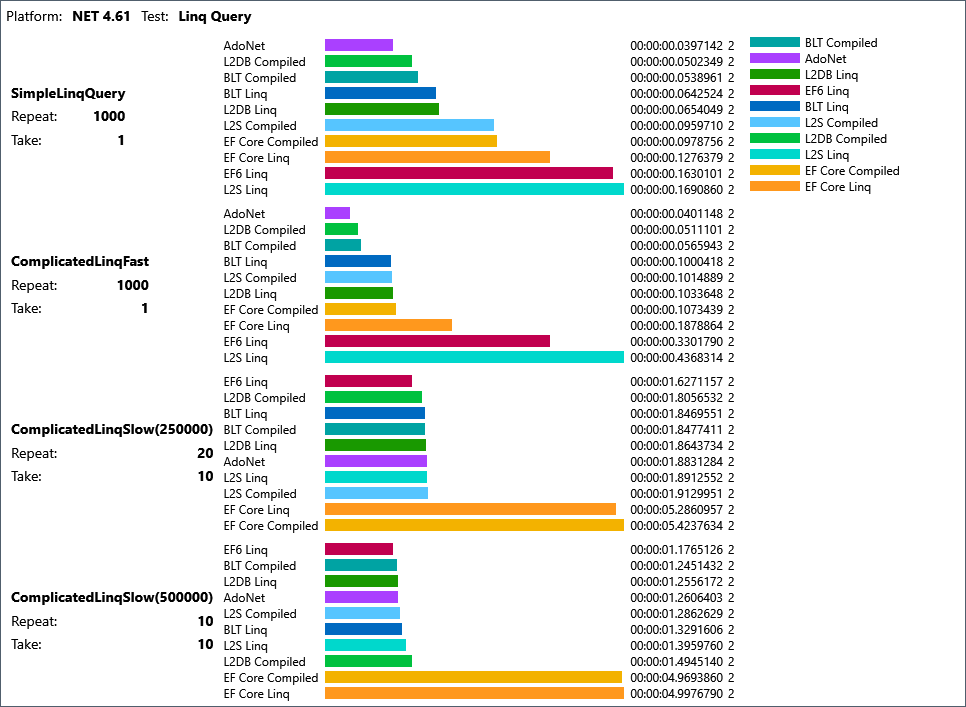 Platform: NET 4.61 Test: Linq Query
SimpleLinqQuery
Repeat: 1000
Take: 1
AdoNet 00:00:00.0397142 2
L2DB Compiled 00:00:00.0502349 2
BLT Compiled 00:00:00.0538961 2
BLT Linq 00:00:00.0642524 2
L2DB Linq 00:00:00.0654049 2
L2S Compiled 00:00:00.0959710 2
EF Core Compiled 00:00:00.0978756 2
EF Core Linq 00:00:00.1276379 2
EF6 Linq 00:00:00.1630101 2
L2S Linq 00:00:00.1690860 2
ComplicatedLinqFast
Repeat: 1000
Take: 1
AdoNet 00:00:00.0401148 2
L2DB Compiled 00:00:00.0511101 2
BLT Compiled 00:00:00.0565943 2
BLT Linq 00:00:00.1000418 2
L2S Compiled 00:00:00.1014889 2
L2DB Linq 00:00:00.1033648 2
EF Core Compiled 00:00:00.1073439 2
EF Core Linq 00:00:00.1878864 2
EF6 Linq 00:00:00.3301790 2
L2S Linq 00:00:00.4368314 2
ComplicatedLinqSlow(250000)
Repeat: 20
Take: 10
EF6 Linq 00:00:01.6271157 2
L2DB Compiled 00:00:01.8056532 2
BLT Linq 00:00:01.8469551 2
BLT Compiled 00:00:01.8477411 2
L2DB Linq 00:00:01.8643734 2
AdoNet 00:00:01.8831284 2
L2S Linq 00:00:01.8912552 2
L2S Compiled 00:00:01.9129951 2
EF Core Linq 00:00:05.2860957 2
EF Core Compiled 00:00:05.4237634 2
ComplicatedLinqSlow(500000)
Repeat: 10
Take: 10
EF6 Linq 00:00:01.1765126 2
BLT Compiled 00:00:01.2451432 2
L2DB Linq 00:00:01.2556172 2
AdoNet 00:00:01.2606403 2
L2S Compiled 00:00:01.2862629 2
BLT Linq 00:00:01.3291606 2
L2S Linq 00:00:01.3959760 2
L2DB Compiled 00:00:01.4945140 2
EF Core Compiled 00:00:04.9693860 2
EF Core Linq 00:00:04.9976790 2
BLT Compiled
AdoNet
L2DB Linq
EF6 Linq
BLT Linq
L2S Compiled
L2DB Compiled
L2S Linq
EF Core Compiled
EF Core Linq